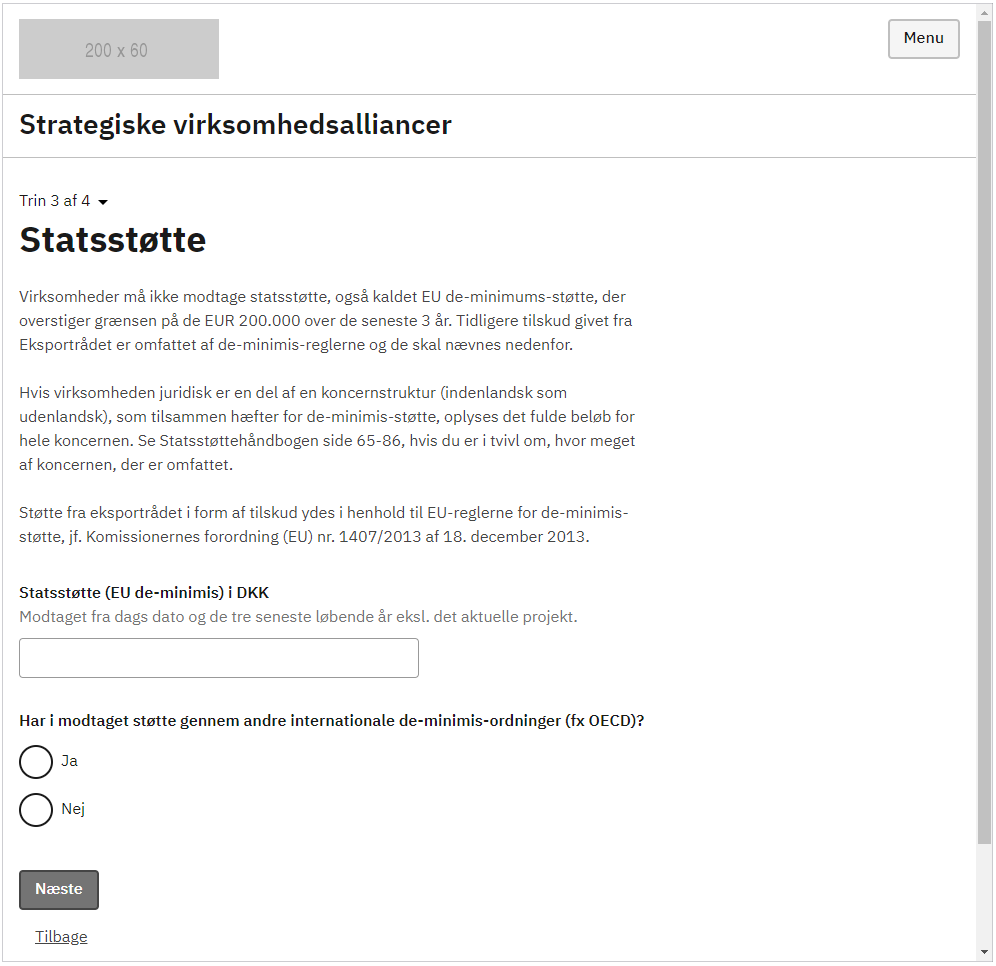 200 x 60
Menu
Strategiske virksomhedsalliancer
Trin 3 af 4
Statsstøtte
Virksomheder må ikke modtage statsstøtte, også kaldet EU de-minimums-støtte, der
overstiger grænsen på de EUR 200.000 over de seneste 3 år. Tidligere tilskud givet fra
Eksportrådet er omfattet af de-minimis-reglerne og de skal nævnes nedenfor.
Hvis virksomheden juridisk er en del af en koncernstruktur (indenlandsk som
udenlandsk), som tilsammen hæfter for de-minimis-støtte, oplyses det fulde beløb for
hele koncernen. Se Statsstøttehåndbogen side 65-86, hvis du er i tvivl om, hvor meget
af koncernen, der er omfattet.
Støtte fra eksportrådet i form af tilskud ydes i henhold til EU-reglerne for de-minimis-
støtte, jf. Komissionernes forordning (EU) nr. 1407/2013 af 18. december 2013.
Statsstøtte (EU de-minimis) i DKK
Modtaget fra dags dato og de tre seneste løbende år eksl. det aktuelle projekt.
Har i modtaget støtte gennem andre internationale de-minimis-ordninger (fx OECD)?
Ja
Nej
Næste
Tilbage